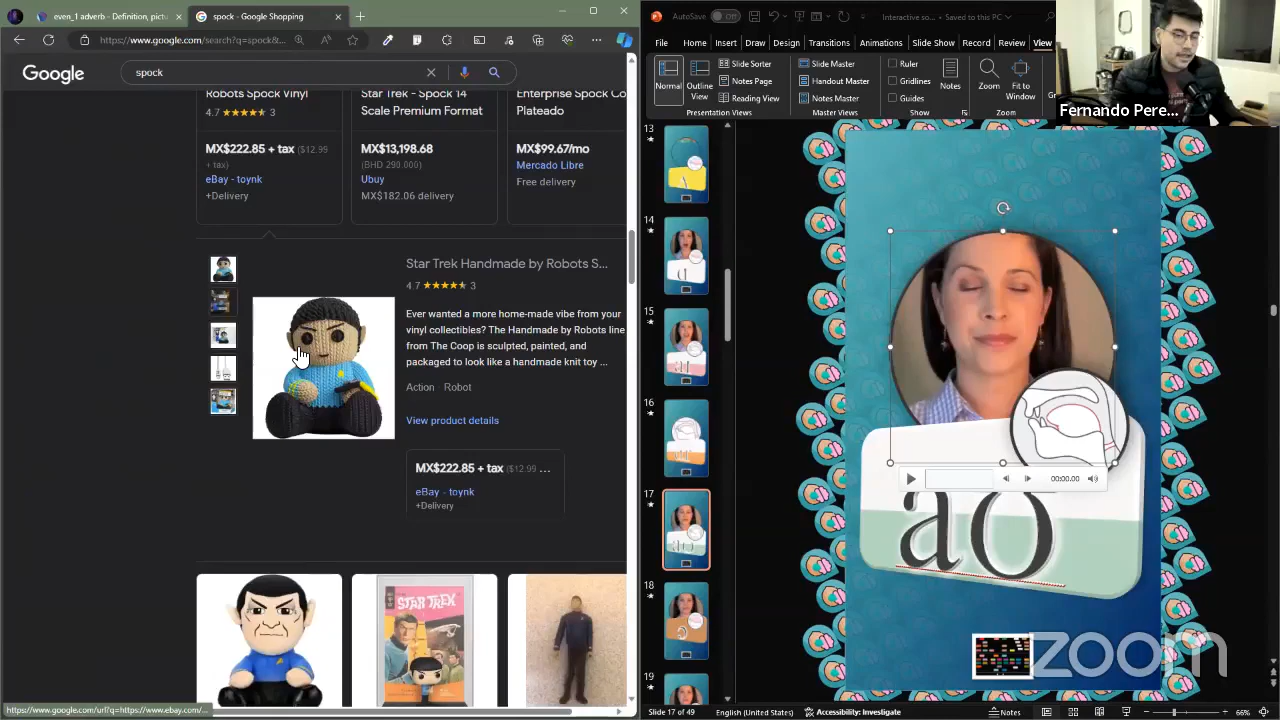 even_1 adverb - Definition, pictu
spock - Google Shopping
https://www.google.com/search?q=spock&...
Google
spock
Robots Spock Vinyl
4.7 ★★★★★ 3
Star Trek - Spock 14
Scale Premium Format
Enterprise Spock Co
Plateado
MX$222.85 + tax ($12.99
+ tax)
eBay - toynk
+Delivery
MX$13,198.68
(BHD 290.000)
Ubuy
MX$182.06 delivery
MX$99.67/mo
Mercado Libre
Free delivery
Star Trek Handmade by Robots S...
4.7 ★★★★★ 3
Ever wanted a more home-made vibe from your
vinyl collectibles? The Handmade by Robots line
from The Coop is sculpted, painted, and
packaged to look like a handmade knit toy ...
Action · Robot
View product details
MX$222.85 + tax ($12.99 ...
eBay - toynk
+Delivery
STAR TREK
https://www.google.com/url?q=https://www.ebay.com/...
AutoSave Off
Interactive so... • Saved to this PC
File Home Insert Draw Design Transitions Animations Slide Show Record Review View
Normal
Outline
View
Slide Sorter
Notes Page
Reading View
Presentation Views
Slide Master
Handout Master
Notes Master
Master Views
Ruler
Gridlines
Guides
Show
Notes
Zoom
Fit to
Window
Zoom
Fernando Pere...
13
14
15
16
17
18
19
00:00.00
a o
zoom
Slide 17 of 49
English (United States)
Accessibility: Investigate
Notes
66%